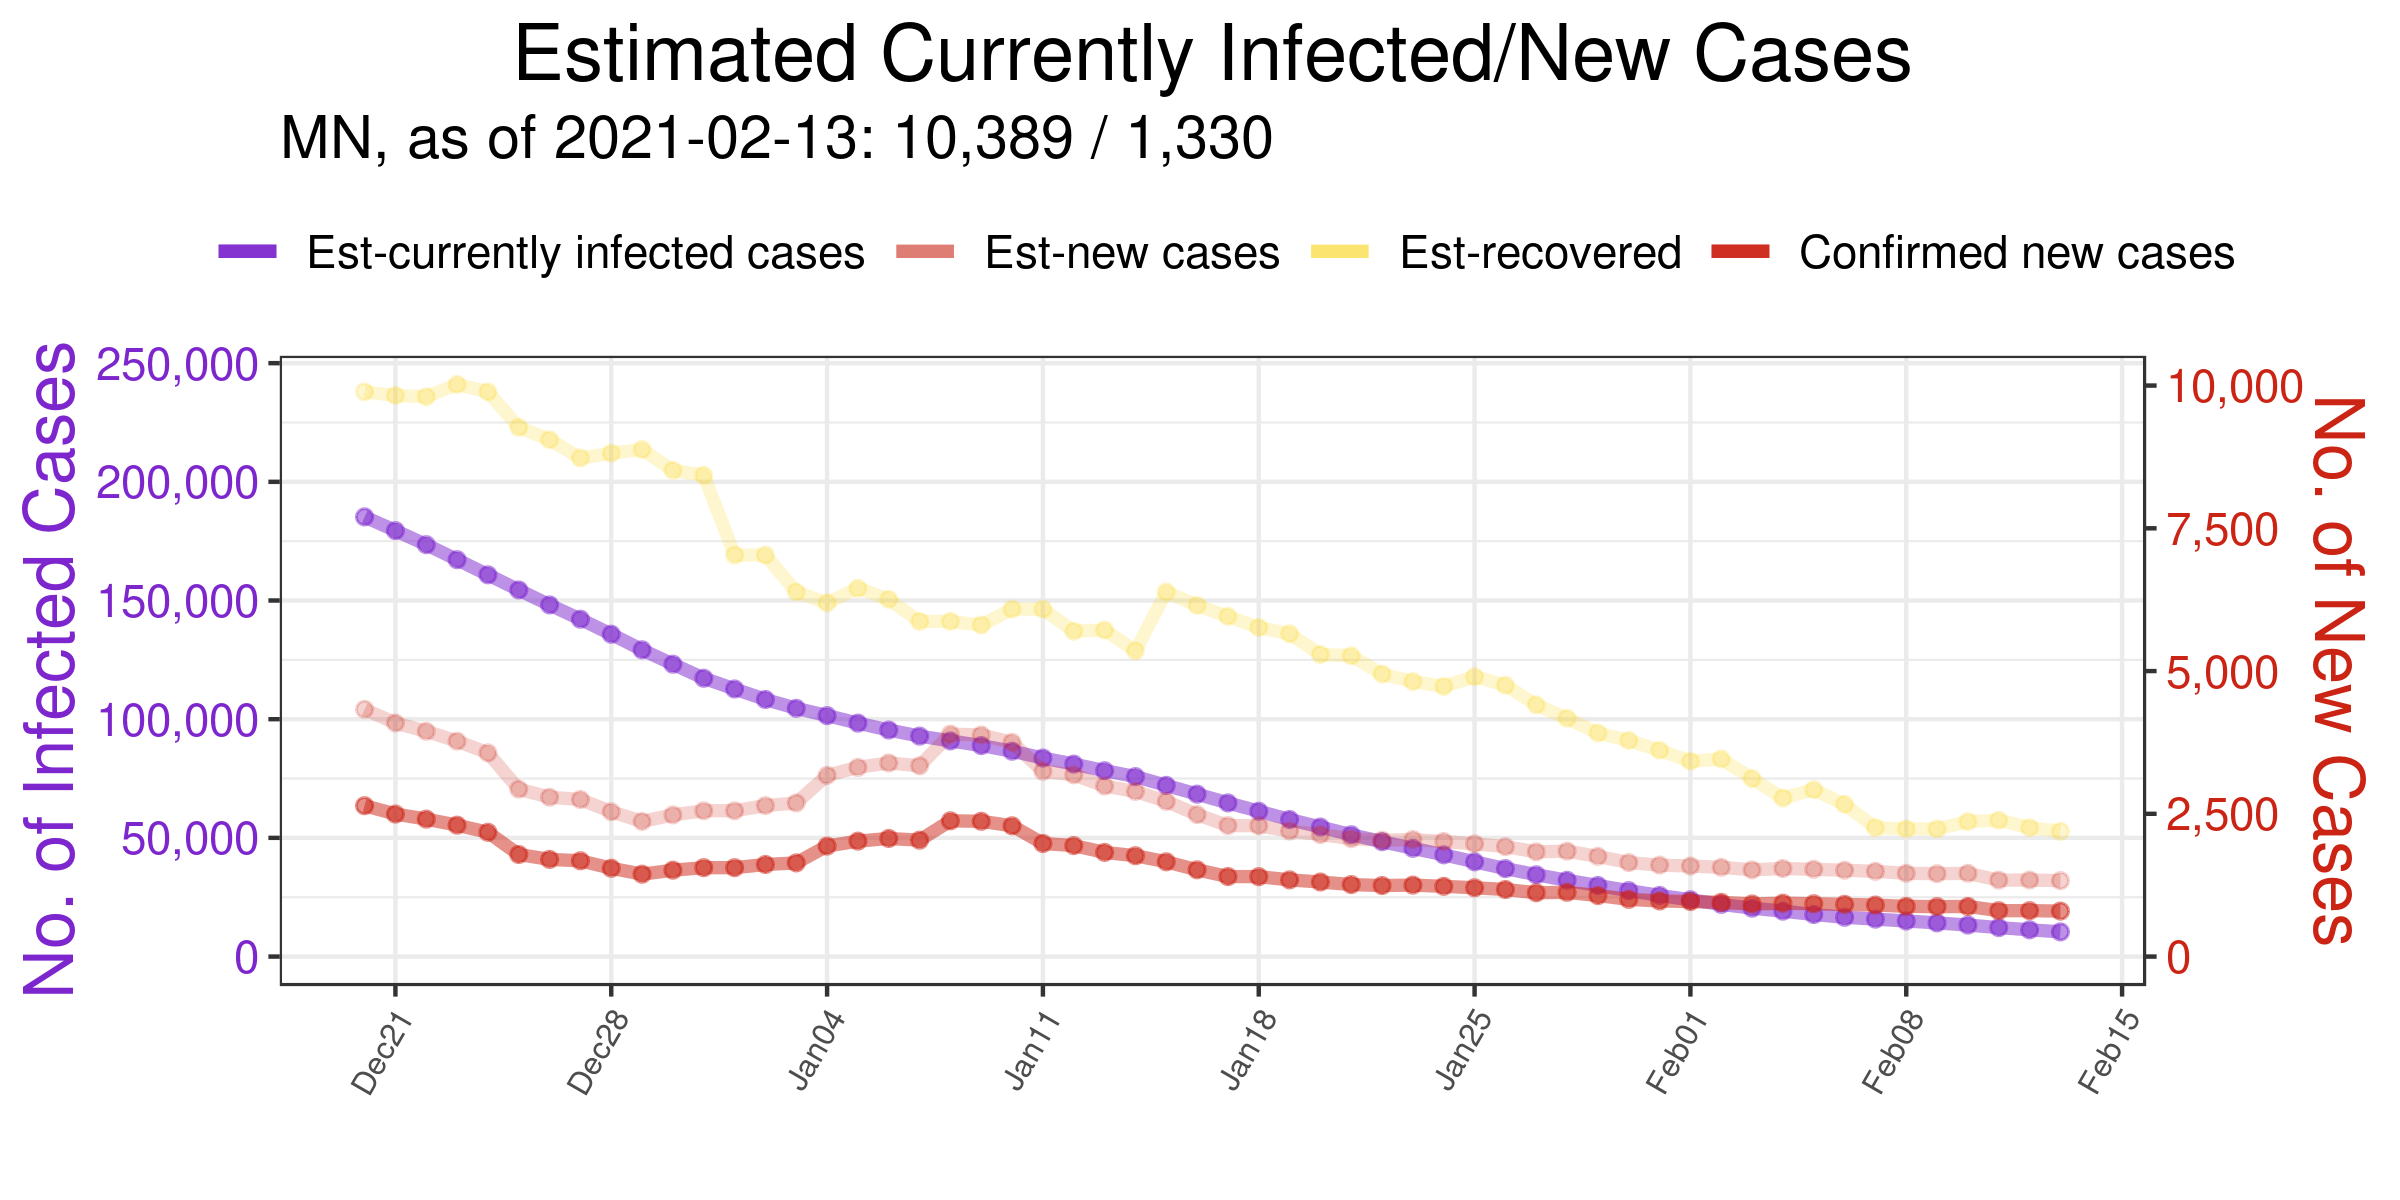 Estimated Currently Infected/New Cases
MN, as of 2021-02-13: 10,389 / 1,330
Est-currently infected cases Est-new cases Est-recovered Confirmed new cases
No. of Infected Cases
250,000
200,000
150,000
100,000
50,000
0
10,000
7,500
5,000
2,500
0
No. of New Cases
Dec21 Dec28 Jan04 Jan11 Jan18 Jan25 Feb01 Feb08 Feb15